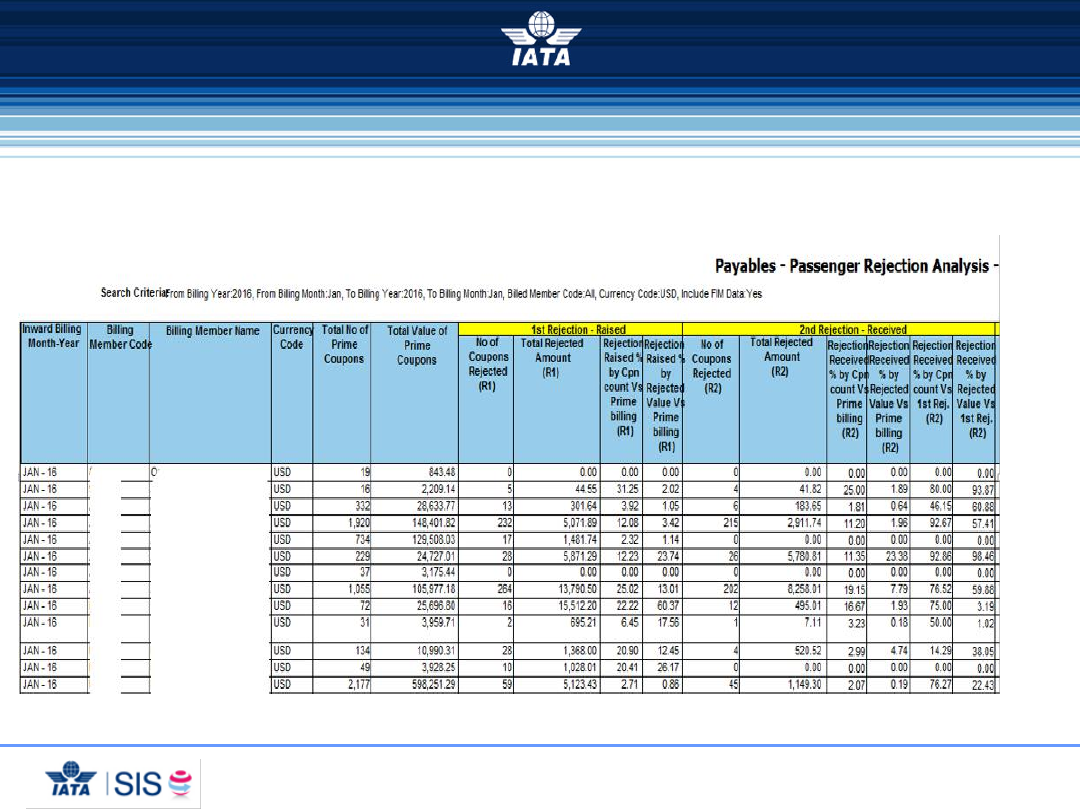 IATA
Payables - Passenger Rejection Analysis -
Search Criteria: From Billing Year:2016, From Billing Month:Jan, To Billing Year:2016, To Billing Month:Jan, Billed Member Code:All, Currency Code:USD, Include FIM Data:Yes
Inward Billing Month-Year Billing Member Code Billing Member Name Currency Code Total No of Prime Coupons Total Value of Prime Coupons 1st Rejection - Raised 2nd Rejection - Received
No of Coupons Rejected (R1) Total Rejected Amount (R1) Rejection Raised % by Cpn count Vs Prime billing (R1) Rejection Raised % by Rejected Value Vs Prime billing (R1) No of Coupons Rejected (R2) Total Rejected Amount (R2) Rejection Received % by Cpn count Vs Prime billing (R2) Rejection Received % by Rejected Value Vs Prime billing (R2) Rejection Received % by Cpn count Vs 1st Rej. (R2) Rejection Received % by Rejected Value Vs 1st Rej. (R2)
JAN - 16 USD 19 843.48 0 0.00 0.00 0.00 0 0.00 0.00 0.00 0.00 0.00
JAN - 16 USD 16 2,209.14 5 44.55 31.25 2.02 4 41.82 25.00 1.89 80.00 93.87
JAN - 16 USD 332 28,633.77 13 301.64 3.92 1.05 6 183.65 1.81 0.64 46.15 60.88
JAN - 16 USD 1,920 148,401.82 232 5,071.89 12.08 3.42 215 2,911.74 11.20 1.96 92.67 57.41
JAN - 16 USD 734 129,508.03 17 1,481.74 2.32 1.14 0 0.00 0.00 0.00 0.00 0.00
JAN - 16 USD 229 24,727.01 28 5,871.29 12.23 23.74 26 5,780.81 11.35 23.38 92.86 98.46
JAN - 16 USD 37 3,175.44 0 0.00 0.00 0.00 0 0.00 0.00 0.00 0.00 0.00
JAN - 16 USD 1,055 105,977.18 264 13,790.50 25.02 13.01 202 8,258.01 19.15 7.79 76.52 59.88
JAN - 16 USD 72 25,696.80 16 15,512.20 22.22 60.37 12 495.01 16.67 1.93 75.00 3.19
JAN - 16 USD 31 3,959.71 2 695.21 6.45 17.56 1 7.11 3.23 0.18 50.00 1.02
JAN - 16 USD 134 10,990.31 28 1,368.00 20.90 12.45 4 520.52 2.99 4.74 14.29 38.05
JAN - 16 USD 49 3,928.25 10 1,028.01 20.41 26.17 0 0.00 0.00 0.00 0.00 0.00
JAN - 16 USD 2,177 598,251.29 59 5,123.43 2.71 0.86 45 1,149.30 2.07 0.19 76.27 22.43
IATA SIS